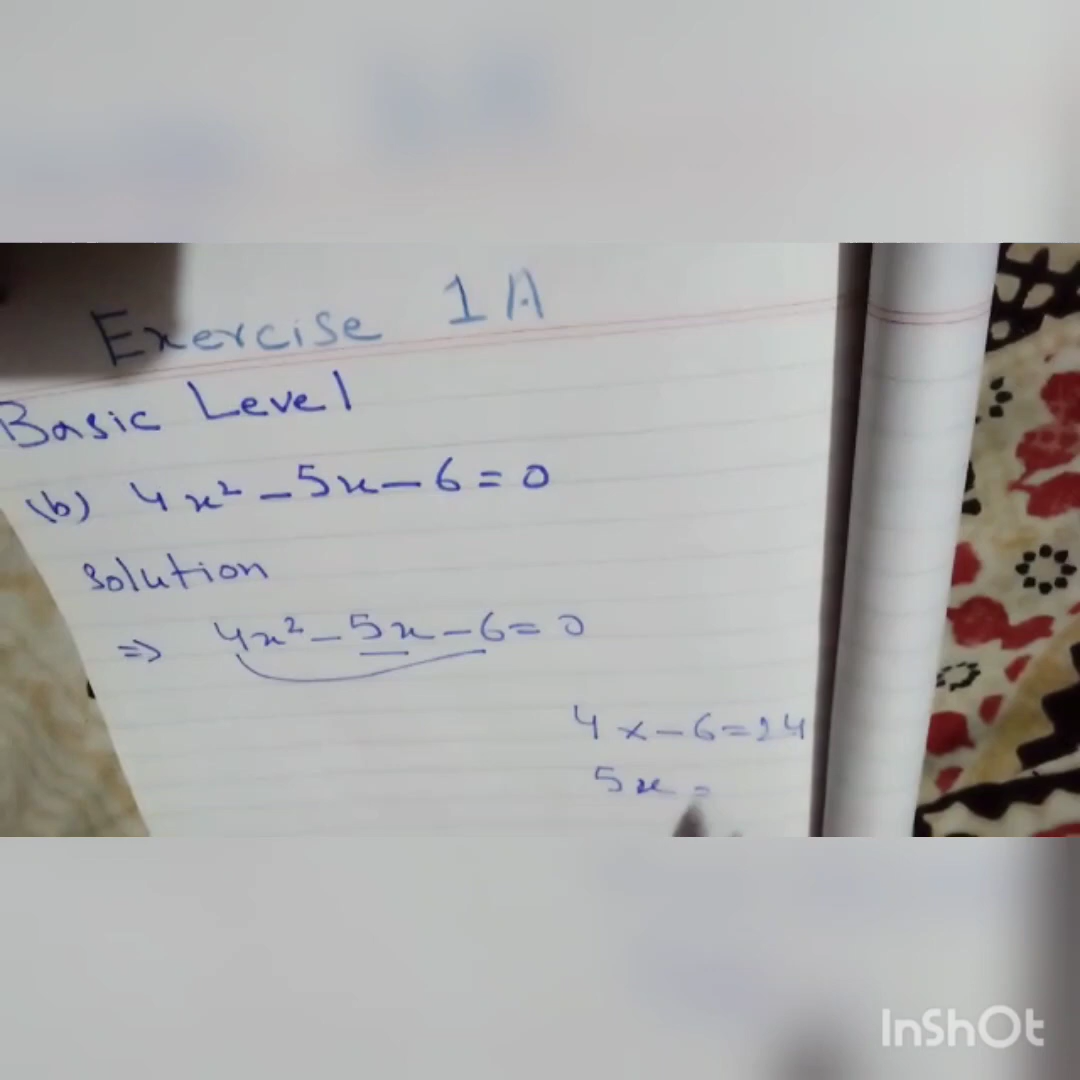 Exercise 1A
Basic Level
(b) 4x² - 5x - 6 = 0
Solution
⇒ 4x² - 5x - 6 = 0
4 x - 6 = 24
5x =
InShOt